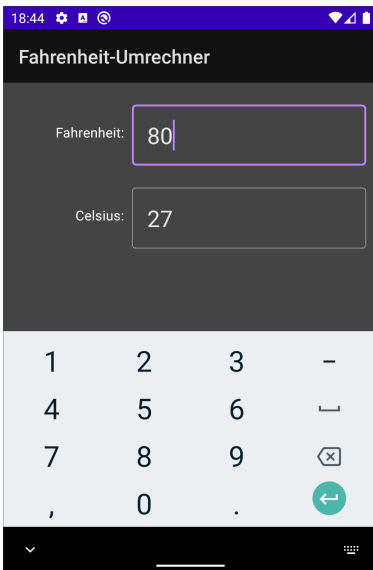 18:44
Fahrenheit-Umrechner
Fahrenheit: 80
Celsius: 27
1 2 3 -
4 5 6
7 8 9
, 0 .